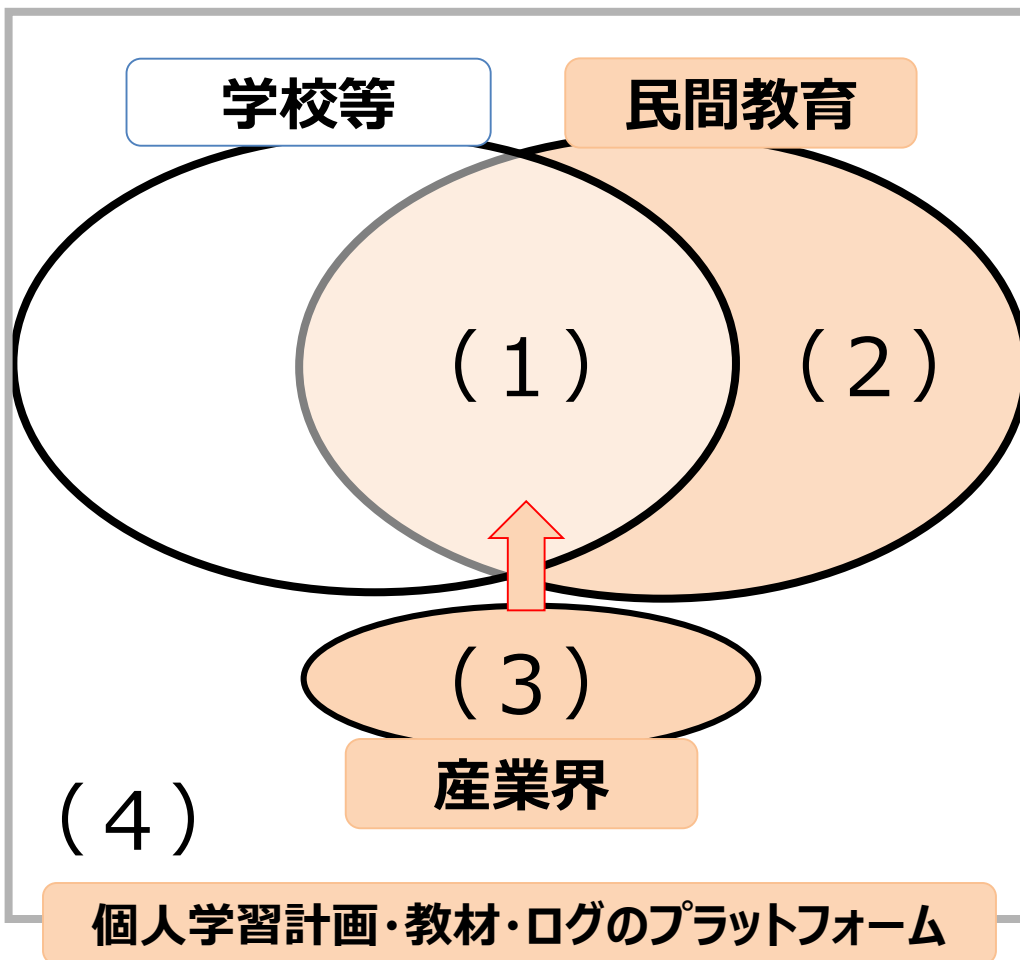 学校等
民間教育
（１）
（２）
（３）
産業界
（４）
個人学習計画・教材・ログのプラットフォーム